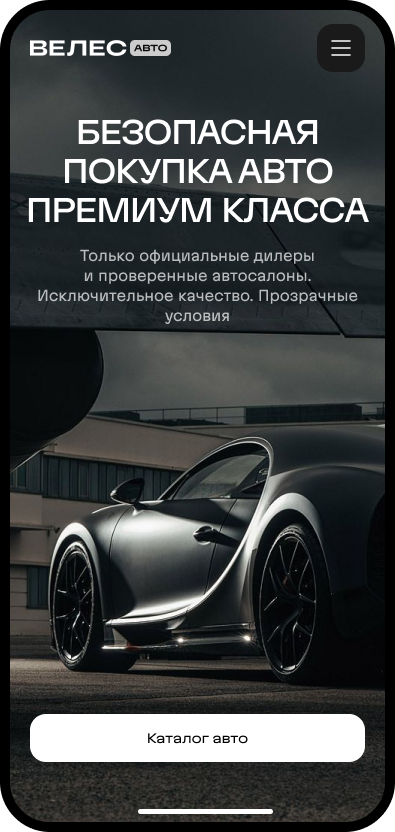 ВЕЛЕС АВТО
БЕЗОПАСНАЯ
ПОКУПКА АВТО
ПРЕМИУМ КЛАССА
Только официальные дилеры
и проверенные автосалоны.
Исключительное качество. Прозрачные
условия
Каталог авто